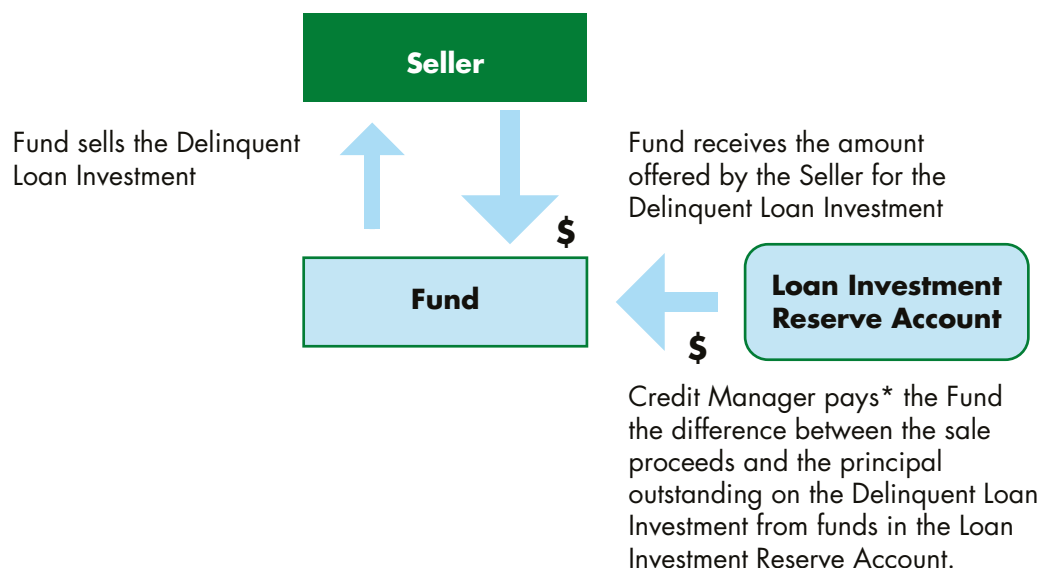 Seller
Fund sells the Delinquent
Loan Investment
Fund receives the amount
offered by the Seller for the
Delinquent Loan Investment
$
Fund
Loan Investment
Reserve Account
$
Credit Manager pays* the Fund
the difference between the sale
proceeds and the principal
outstanding on the Delinquent Loan
Investment from funds in the Loan
Investment Reserve Account.